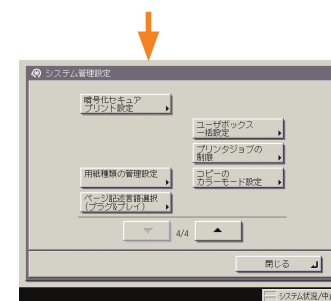 システム管理設定
暗号化セキュア
プリント設定
ユーザボックス
一括設定
プリンタジョブの
制限
用紙種類の管理設定
コピーの
カラーモード設定
ページ記述言語選択
(プラグ&プレイ)
4/4
閉じる
システム状況/中止